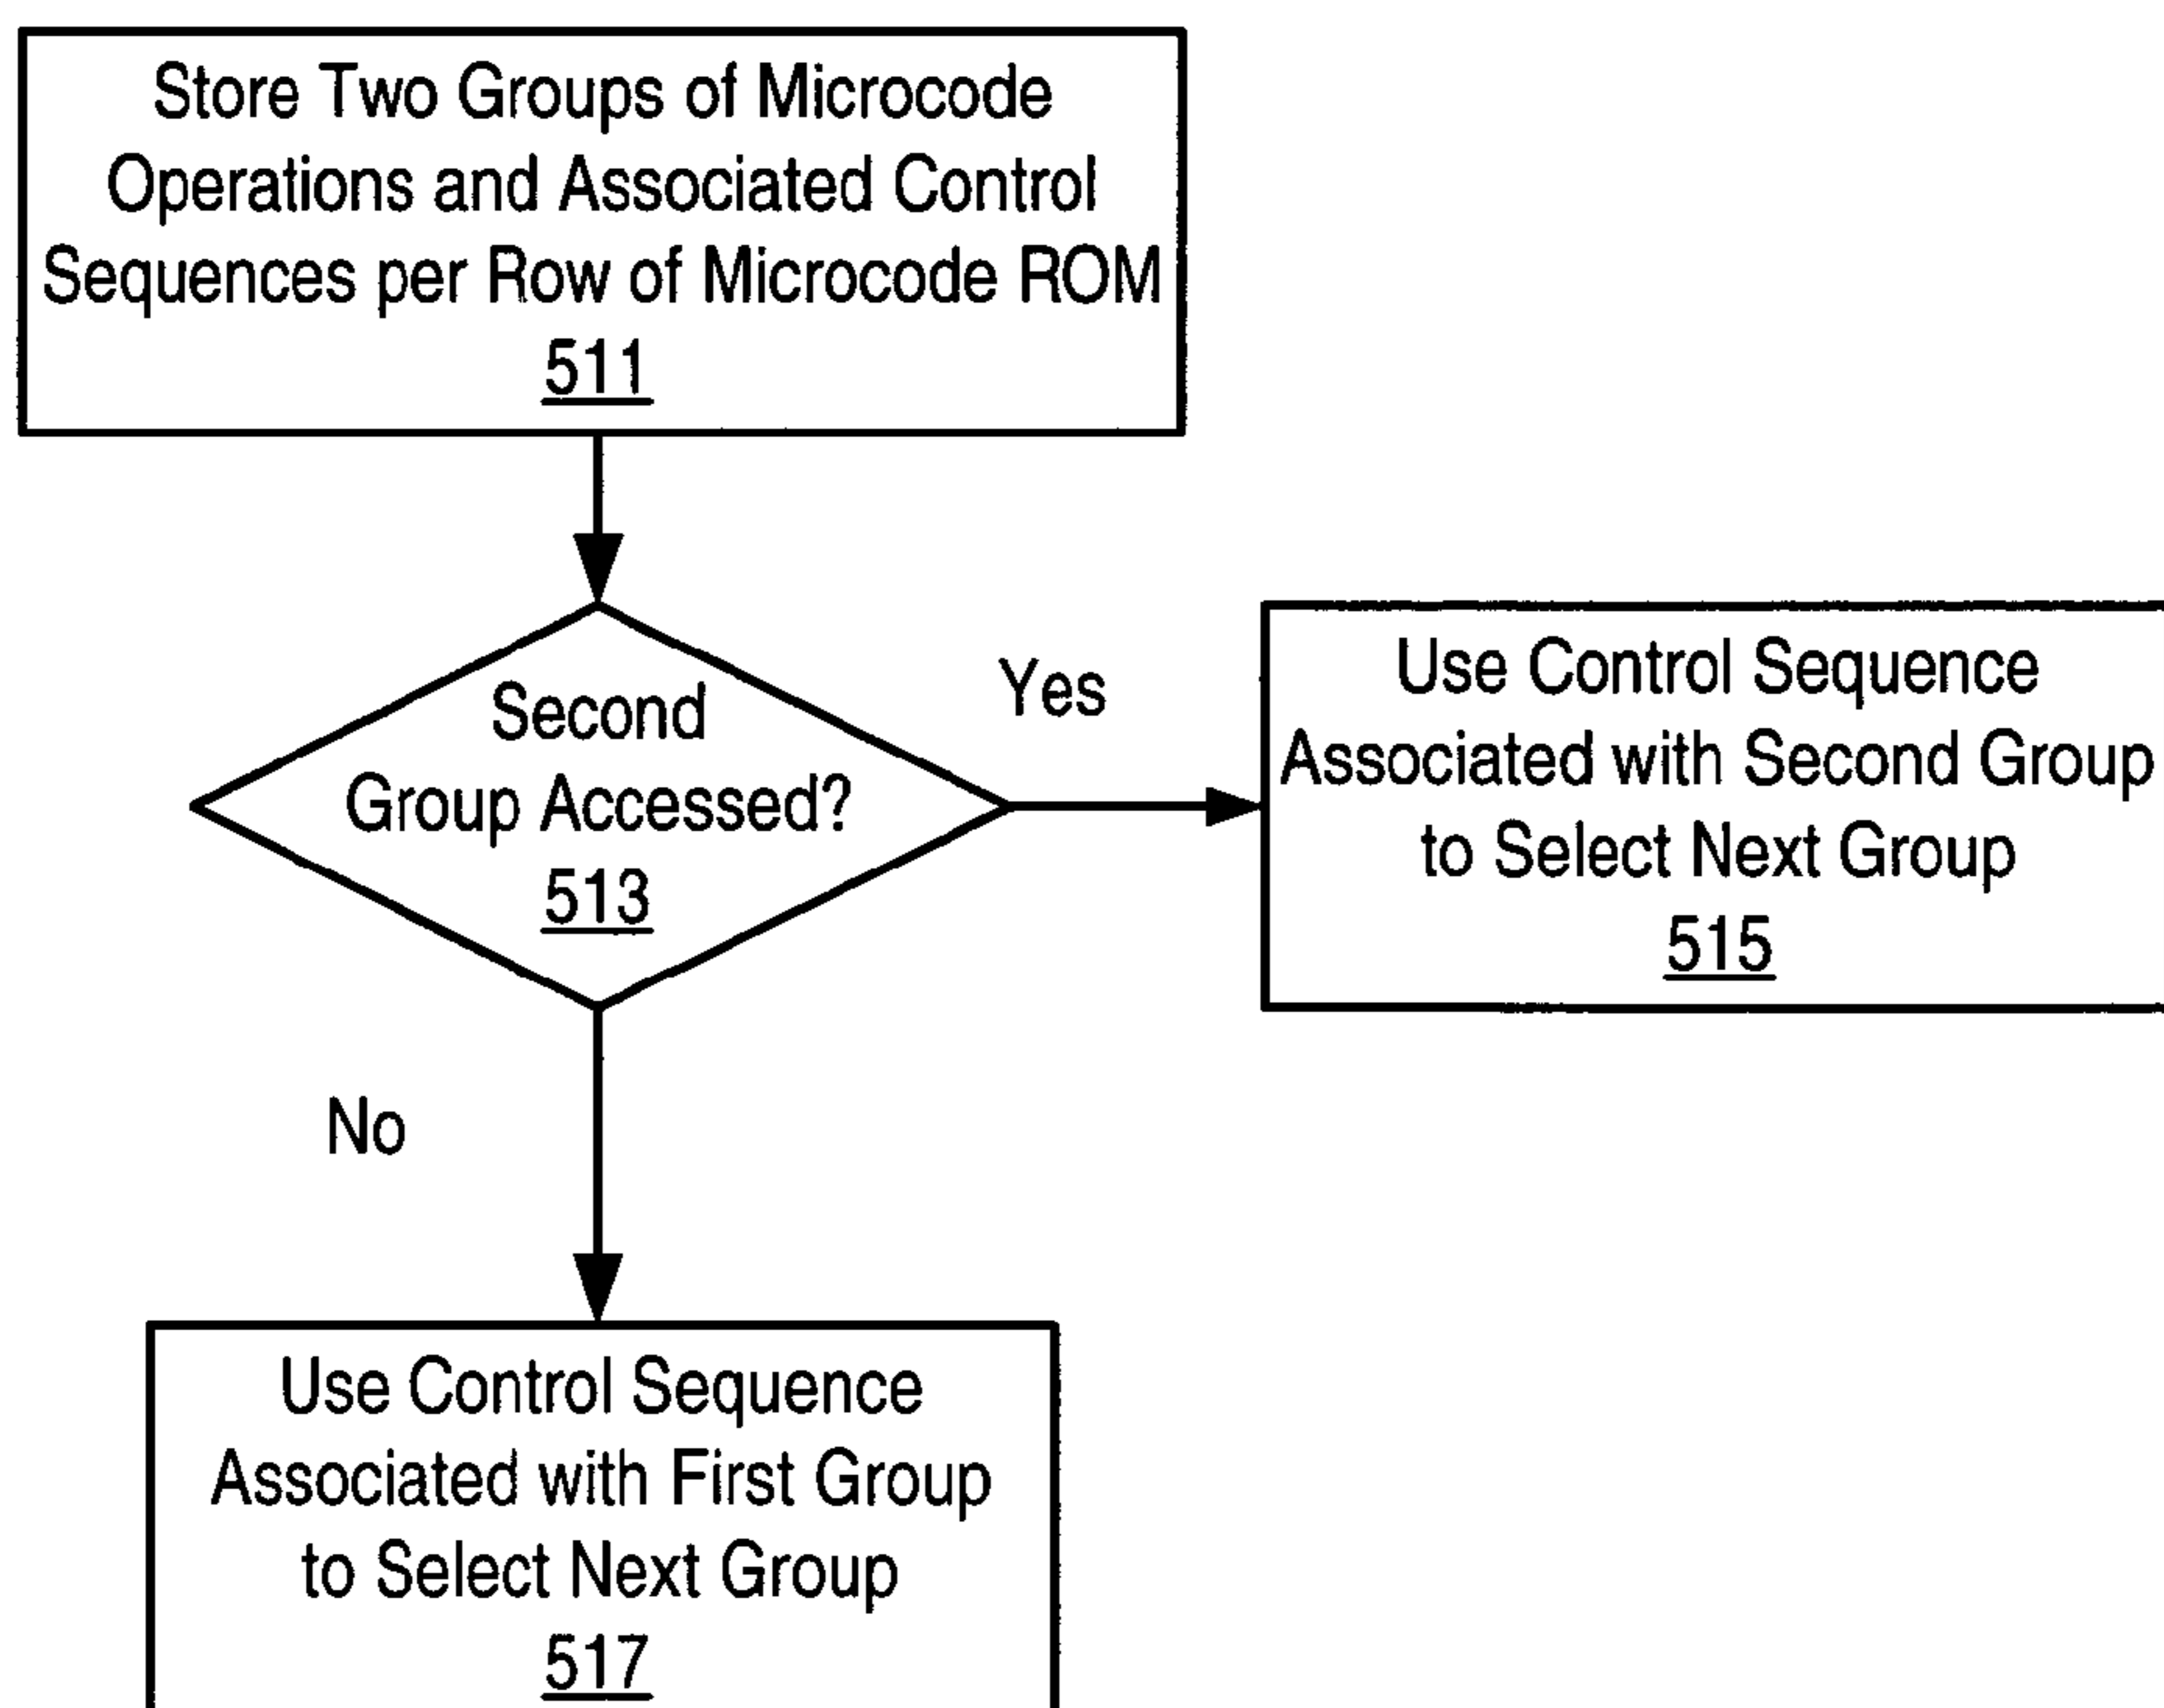 Store Two Groups of Microcode
Operations and Associated Control
Sequences per Row of Microcode ROM
511
Second
Group Accessed?
513
Yes
Use Control Sequence
Associated with Second Group
to Select Next Group
515
No
Use Control Sequence
Associated with First Group
to Select Next Group
517